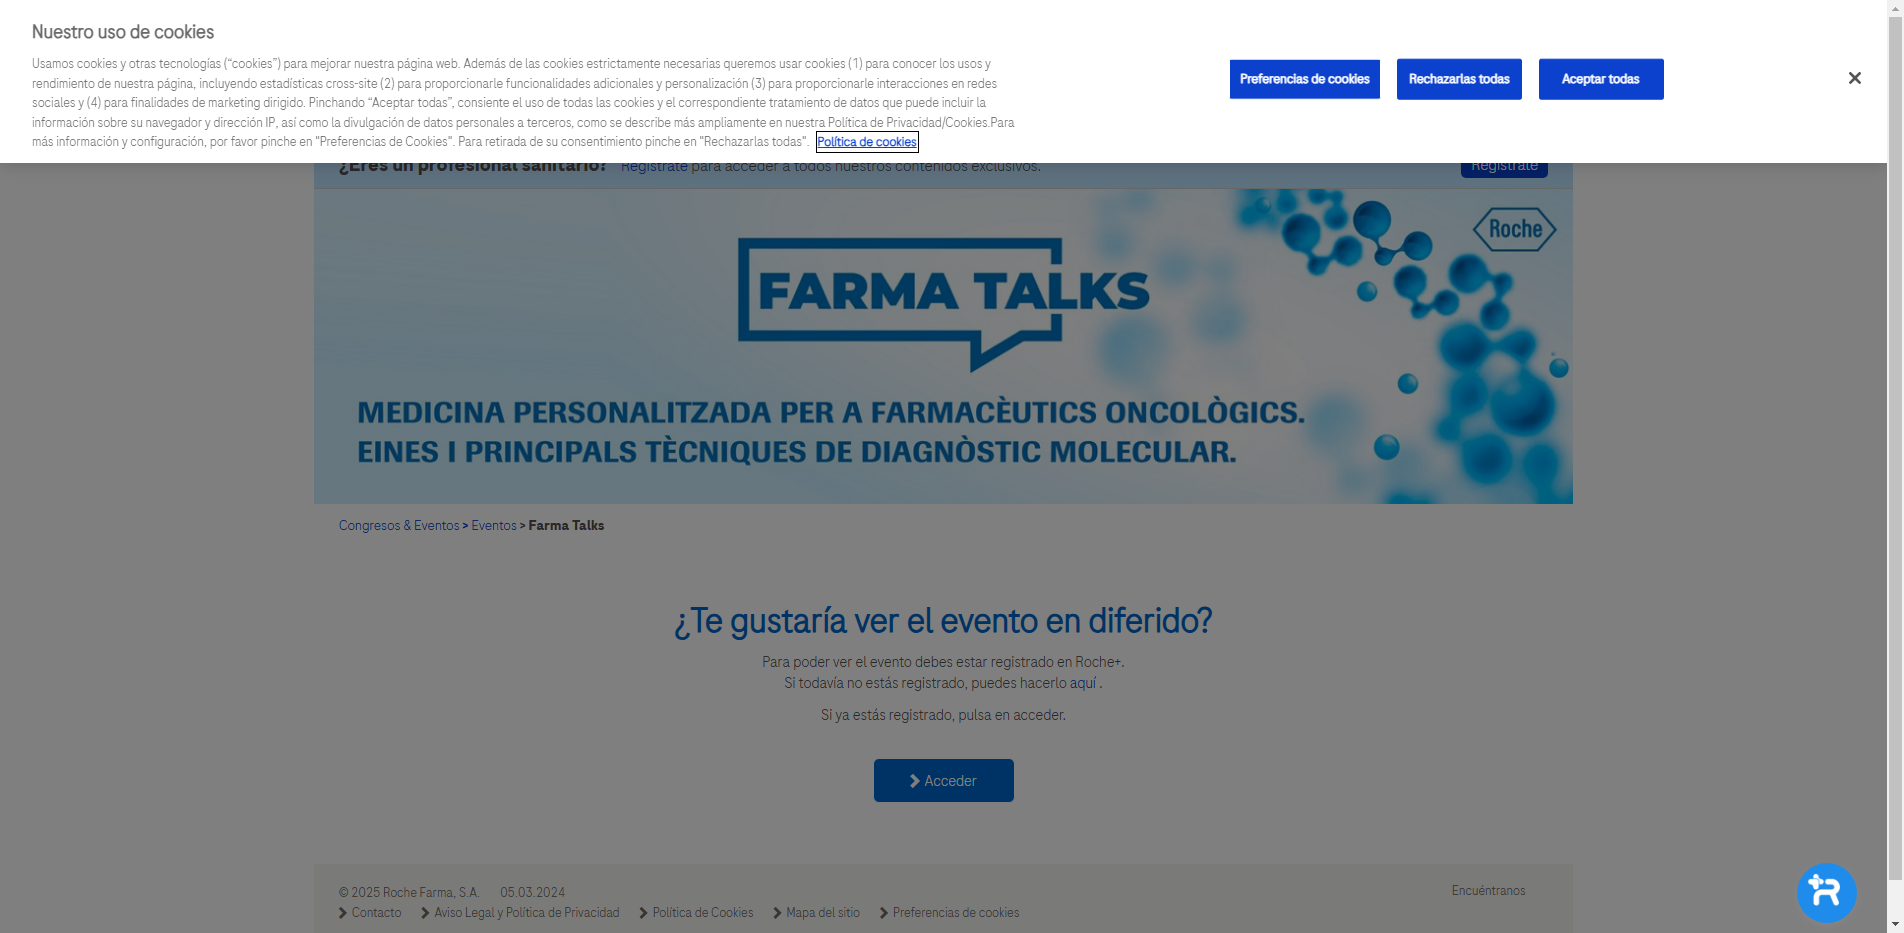 Nuestro uso de cookies
Usamos cookies y otras tecnologías (“cookies”) para mejorar nuestra página web. Además de las cookies estrictamente necesarias queremos usar cookies (1) para conocer los usos y
rendimiento de nuestra página, incluyendo estadísticas cross-site (2) para proporcionarle funcionalidades adicionales y personalización (3) para proporcionarle interacciones en redes
sociales y (4) para finalidades de marketing dirigido. Pinchando “Aceptar todas”, consiente el uso de todas las cookies y el correspondiente tratamiento de datos que puede incluir la
información sobre su navegador y dirección IP, así como la divulgación de datos personales a terceros, como se describe más ampliamente en nuestra Política de Privacidad/Cookies.Para
más información y configuración, por favor pinche en "Preferencias de Cookies". Para retirada de su consentimiento pinche en "Rechazarlas todas". Política de cookies
Preferencias de cookies
Rechazarlas todas
Aceptar todas
¿Eres un profesional sanitario? Regístrate para acceder a todos nuestros contenidos exclusivos.
Regístrate
Roche
FARMA TALKS
MEDICINA PERSONALITZADA PER A FARMACÈUTICS ONCOLÒGICS.
EINES I PRINCIPALS TÈCNIQUES DE DIAGNÒSTIC MOLECULAR.
Congresos & Eventos > Eventos > Farma Talks
¿Te gustaría ver el evento en diferido?
Para poder ver el evento debes estar registrado en Roche+.
Si todavía no estás registrado, puedes hacerlo aquí .
Si ya estás registrado, pulsa en acceder.
Acceder
© 2025 Roche Farma, S.A. 05.03.2024
Encuéntranos
Contacto Aviso Legal y Política de Privacidad Política de Cookies Mapa del sitio Preferencias de cookies